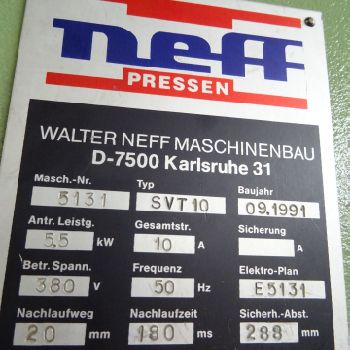 neff
PRESSEN
WALTER NEFF MASCHINENBAU
D-7500 Karlsruhe 31
Masch.-Nr. Typ Baujahr
5131 SVT10 09.1991
Antr. Leistg. Gesamtstr. Sicherung
5.5 kW 10 A A
Betr. Spann. Frequenz Elektro-Plan
380 V 50 Hz E5131
Nachlaufweg Nachlaufzeit Sicherh.-Abst.
20 mm 180 ms 288 mm